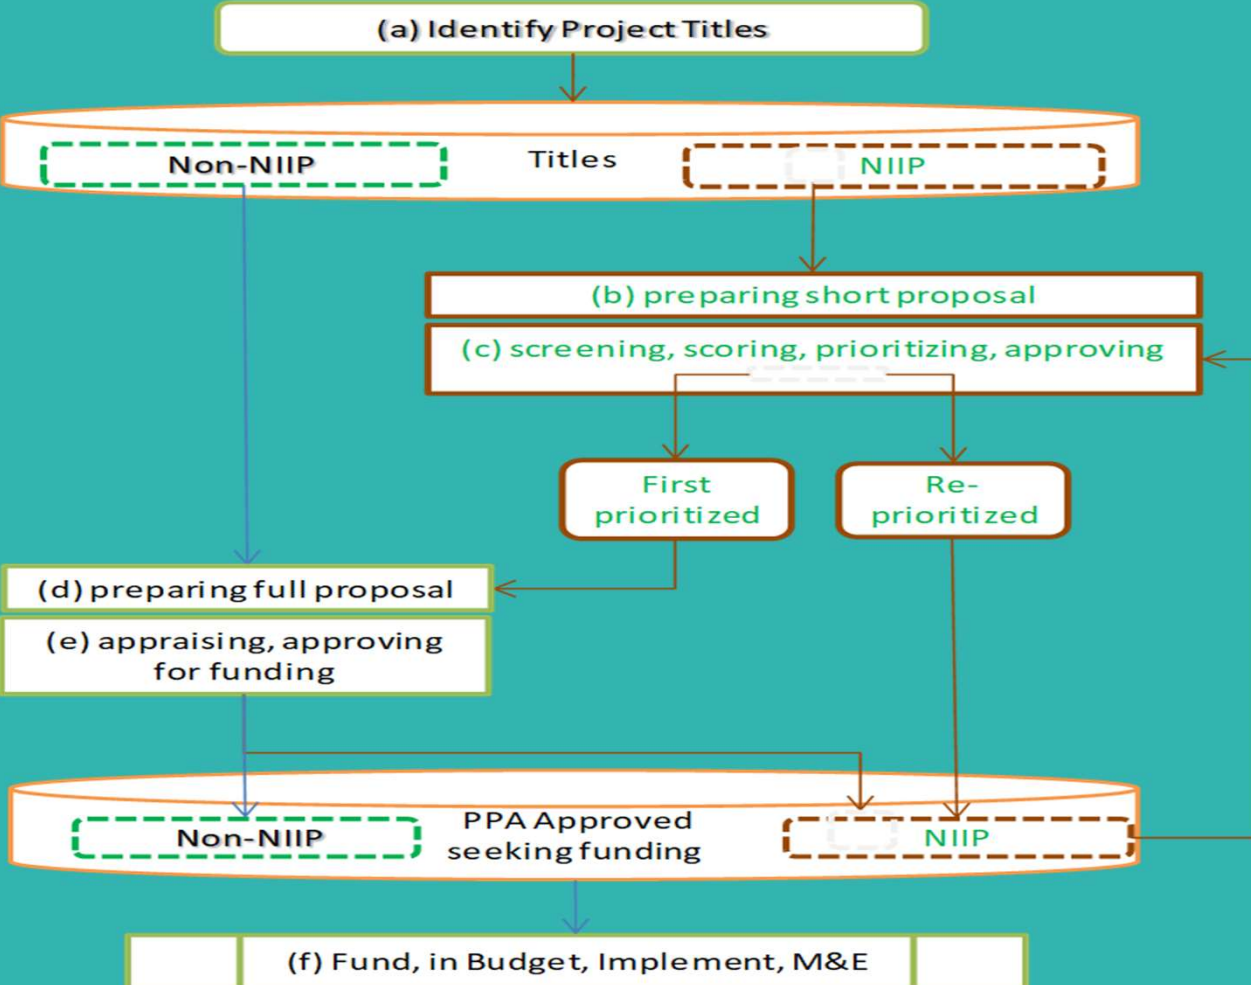 (a) Identify Project Titles
Non-NIIP
Titles
NIIP
(b) preparing short proposal
(c) screening, scoring, prioritizing, approving
First
prioritized
Re-
prioritized
(d) preparing full proposal
(e) appraising, approving
for funding
Non-NIIP
PPA Approved
seeking funding
NIIP
(f) Fund, in Budget, Implement, M&E